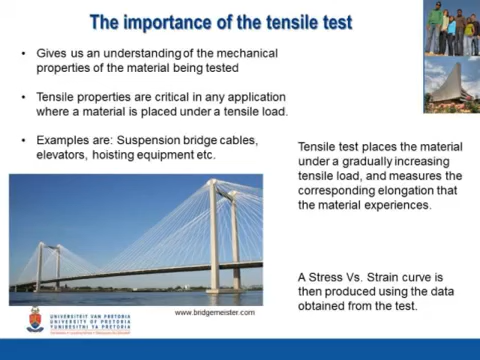 The importance of the tensile test
• Gives us an understanding of the mechanical
properties of the material being tested
• Tensile properties are critical in any application
where a material is placed under a tensile load.
• Examples are: Suspension bridge cables,
elevators, hoisting equipment etc.
Tensile test places the material
under a gradually increasing
tensile load, and measures the
corresponding elongation that
the material experiences.
A Stress Vs. Strain curve is
then produced using the data
obtained from the test.
www.bridgemeister.com
UNIVERSITEIT VAN PRETORIA
UNIVERSITY OF PRETORIA
YUNIBESITHI YA PRETORIA